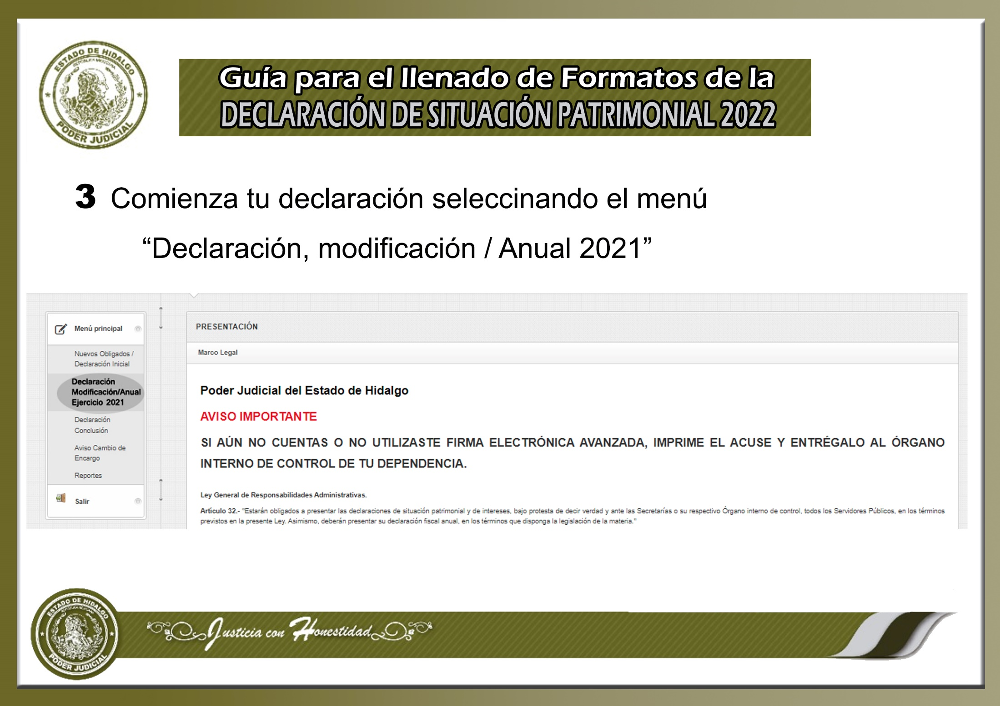 ESTADO DE HIDALGO
PODER JUDICIAL
Guía para el llenado de Formatos de la
DECLARACIÓN DE SITUACIÓN PATRIMONIAL 2022
3 Comienza tu declaración seleccinando el menú
“Declaración, modificación / Anual 2021”
Menú principal
Nuevos Obligados /
Declaración Inicial
Declaración
Modificación/Anual
Ejercicio 2021
Declaración
Conclusión
Aviso Cambio de
Encargo
Reportes
Salir
PRESENTACIÓN
Marco Legal
Poder Judicial del Estado de Hidalgo
AVISO IMPORTANTE
SI AÚN NO CUENTAS O NO UTILIZASTE FIRMA ELECTRÓNICA AVANZADA, IMPRIME EL ACUSE Y ENTRÉGALO AL ÓRGANO
INTERNO DE CONTROL DE TU DEPENDENCIA.
Ley General de Responsabilidades Administrativas.
Artículo 32.- "Estarán obligados a presentar las declaraciones de situación patrimonial y de intereses, bajo protesta de decir verdad y ante las Secretarías o su respectivo Órgano interno de control, todos los Servidores Públicos, en los términos
previstos en la presente Ley. Asimismo, deberán presentar su declaración fiscal anual, en los términos que disponga la legislación de la materia."
ESTADO DE HIDALGO
PODER JUDICIAL
Justicia con Honestidad